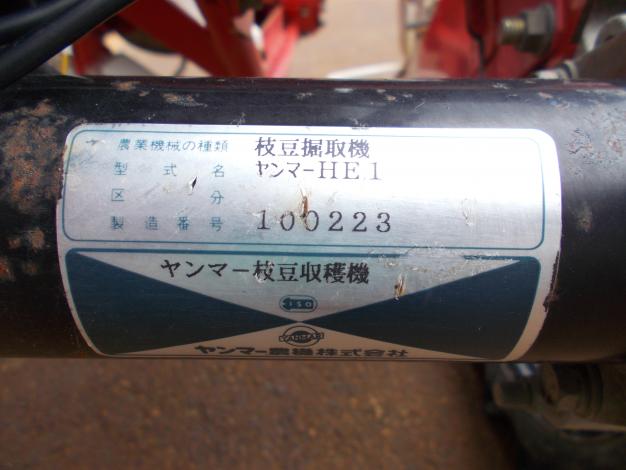 農業機械の種類 枝豆掘取機
型式名 ヤンマーHE1
区分
製造番号 100223
ヤンマー枝豆収穫機
ISO
YANMAR
ヤンマー農機株式会社